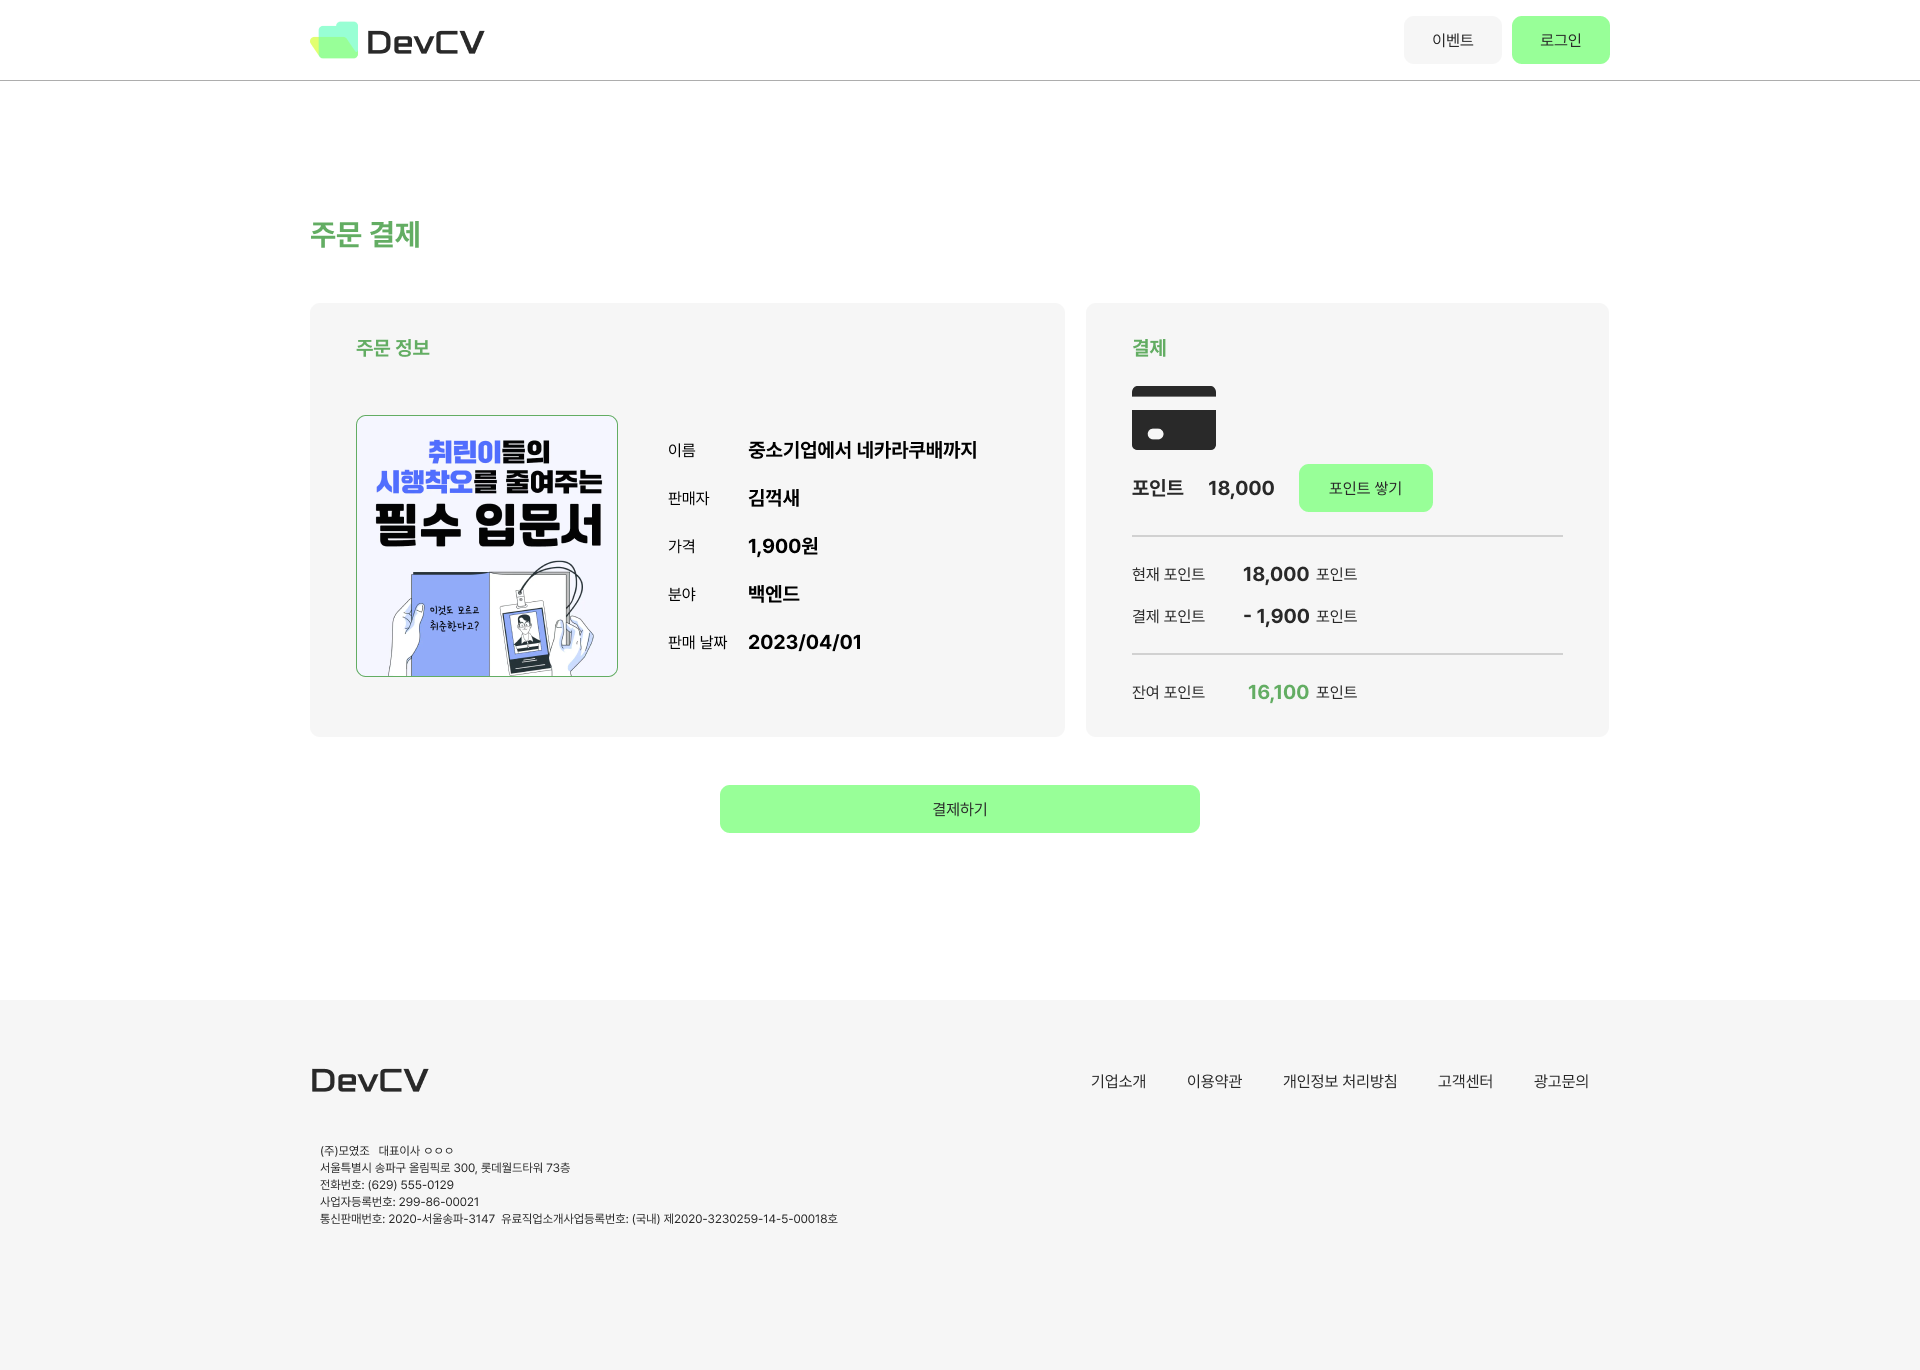 DevCV
이벤트
로그인
주문 결제
주문 정보
취린이들의
시행착오를 줄여주는
필수 입문서
이것도 모르고
취준한다고?
이름 중소기업에서 네카라쿠배까지
판매자 김꺽새
가격 1,900원
분야 백엔드
판매 날짜 2023/04/01
결제
포인트 18,000 포인트 쌓기
현재 포인트 18,000 포인트
결제 포인트 - 1,900 포인트
잔여 포인트 16,100 포인트
결제하기
DevCV
기업소개 이용약관 개인정보 처리방침 고객센터 광고문의
(주)모였조 대표이사 ㅇㅇㅇ
서울특별시 송파구 올림픽로 300, 롯데월드타워 73층
전화번호: (629) 555-0129
사업자등록번호: 299-86-00021
통신판매번호: 2020-서울송파-3147 유료직업소개사업등록번호: (국내) 제2020-3230259-14-5-00018호